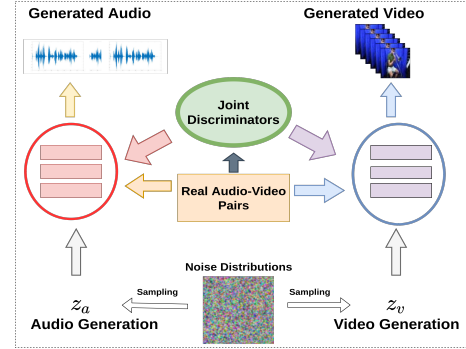 Generated Audio
Generated Video
Joint
Discriminators
Real Audio-Video
Pairs
Noise Distributions
Sampling
Sampling
z_a
z_v
Audio Generation
Video Generation